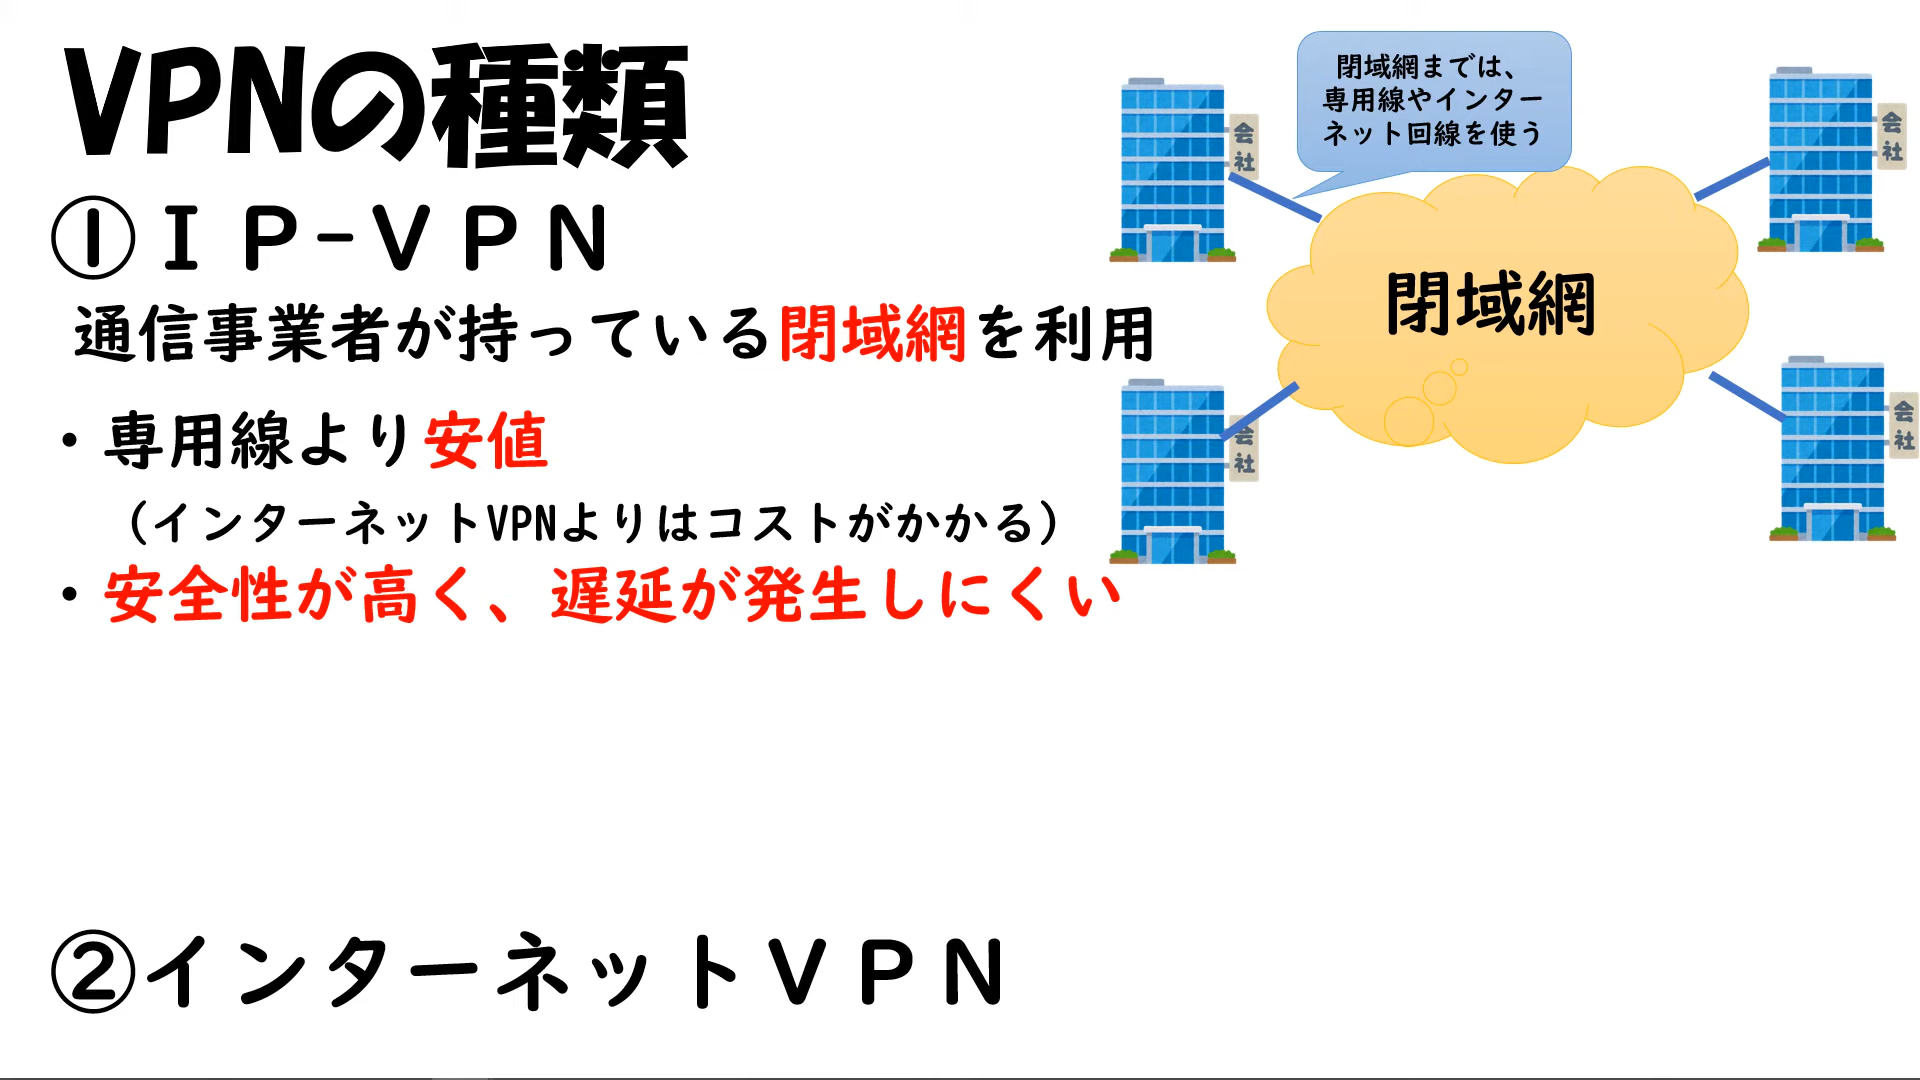 VPNの種類
①ＩＰ-ＶＰＮ
通信事業者が持っている閉域網を利用
・専用線より安値
（インターネットVPNよりはコストがかかる）
・安全性が高く、遅延が発生しにくい
②インターネットＶＰＮ
閉域網までは、
専用線やインター
ネット回線を使う
閉域網
会社
会社
会社
会社